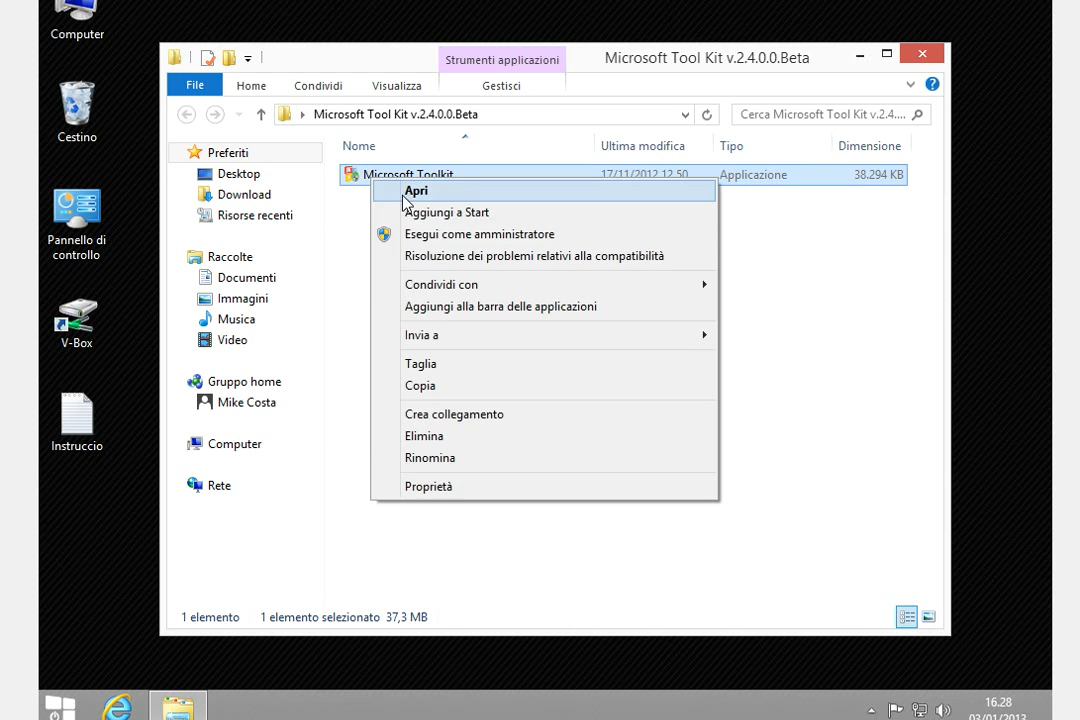 Computer
Cestino
Pannello di
controllo
V-Box
Instruccio
Strumenti applicazioni
Microsoft Tool Kit v.2.4.0.0.Beta
File
Home
Condividi
Visualizza
Gestisci
Microsoft Tool Kit v.2.4.0.0.Beta
Cerca Microsoft Tool Kit v.2.4....
Nome
Ultima modifica
Tipo
Dimensione
Microsoft Toolkit
17/11/2012 12.50
Applicazione
38.294 KB
Preferiti
Desktop
Download
Risorse recenti
Raccolte
Documenti
Immagini
Musica
Video
Gruppo home
Mike Costa
Computer
Rete
Apri
Aggiungi a Start
Esegui come amministratore
Risoluzione dei problemi relativi alla compatibilità
Condividi con
Aggiungi alla barra delle applicazioni
Invia a
Taglia
Copia
Crea collegamento
Elimina
Rinomina
Proprietà
1 elemento
1 elemento selezionato 37,3 MB
16.28
03/01/2013